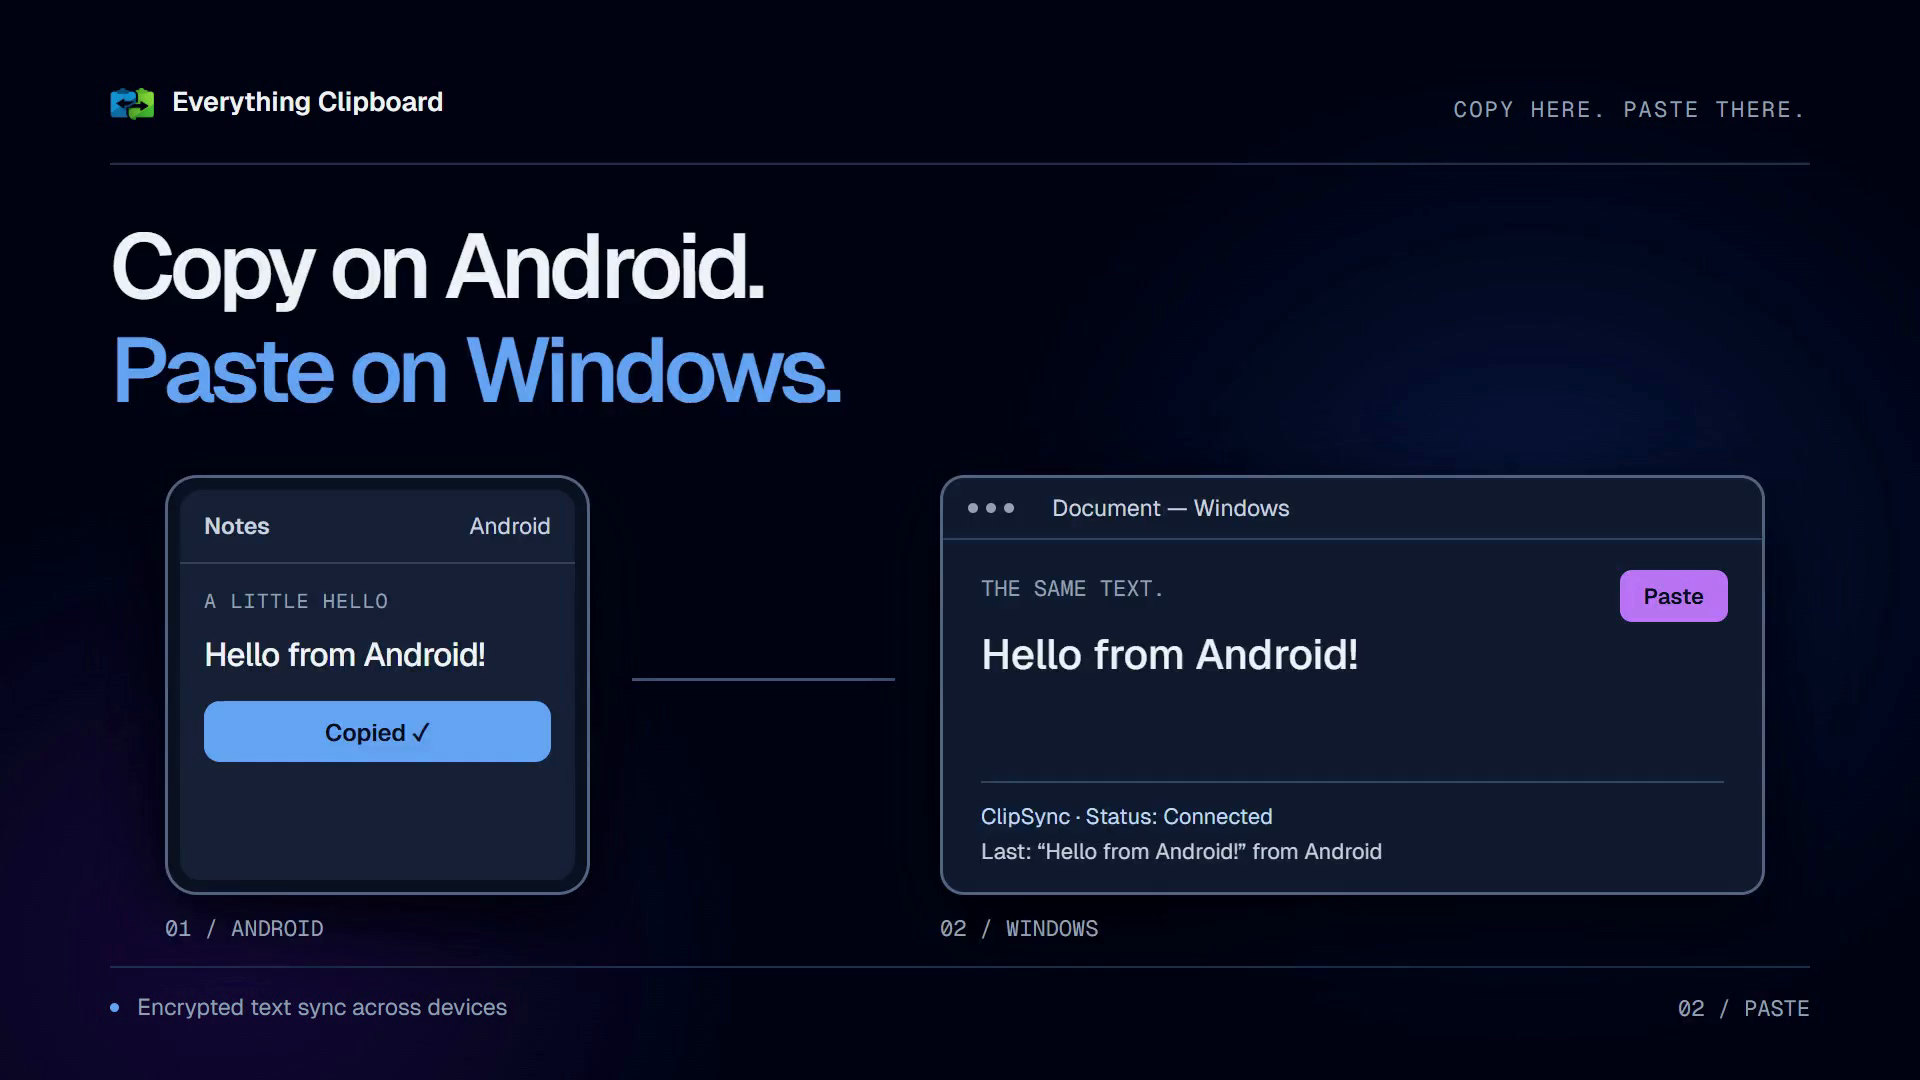 Everything Clipboard
COPY HERE. PASTE THERE.
Copy on Android.
Paste on Windows.
Notes
Android
A LITTLE HELLO
Hello from Android!
Copied ✓
01 / ANDROID
Document — Windows
THE SAME TEXT.
Paste
Hello from Android!
ClipSync · Status: Connected
Last: “Hello from Android!” from Android
02 / WINDOWS
Encrypted text sync across devices
02 / PASTE